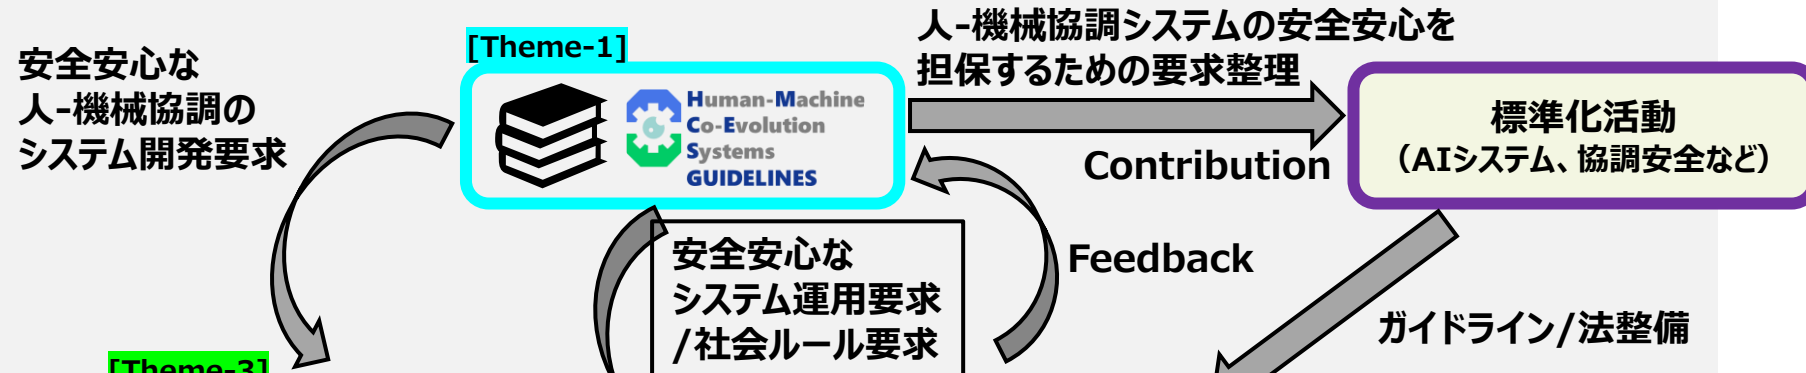 安全安心な
人-機械協調の
システム開発要求
[Theme-1]
Human-Machine
Co-Evolution
Systems
GUIDELINES
人-機械協調システムの安全安心を
担保するための要求整理
Contribution
標準化活動
（AIシステム、協調安全など）
安全安心な
システム運用要求
/社会ルール要求
Feedback
ガイドライン/法整備
[Theme-3]